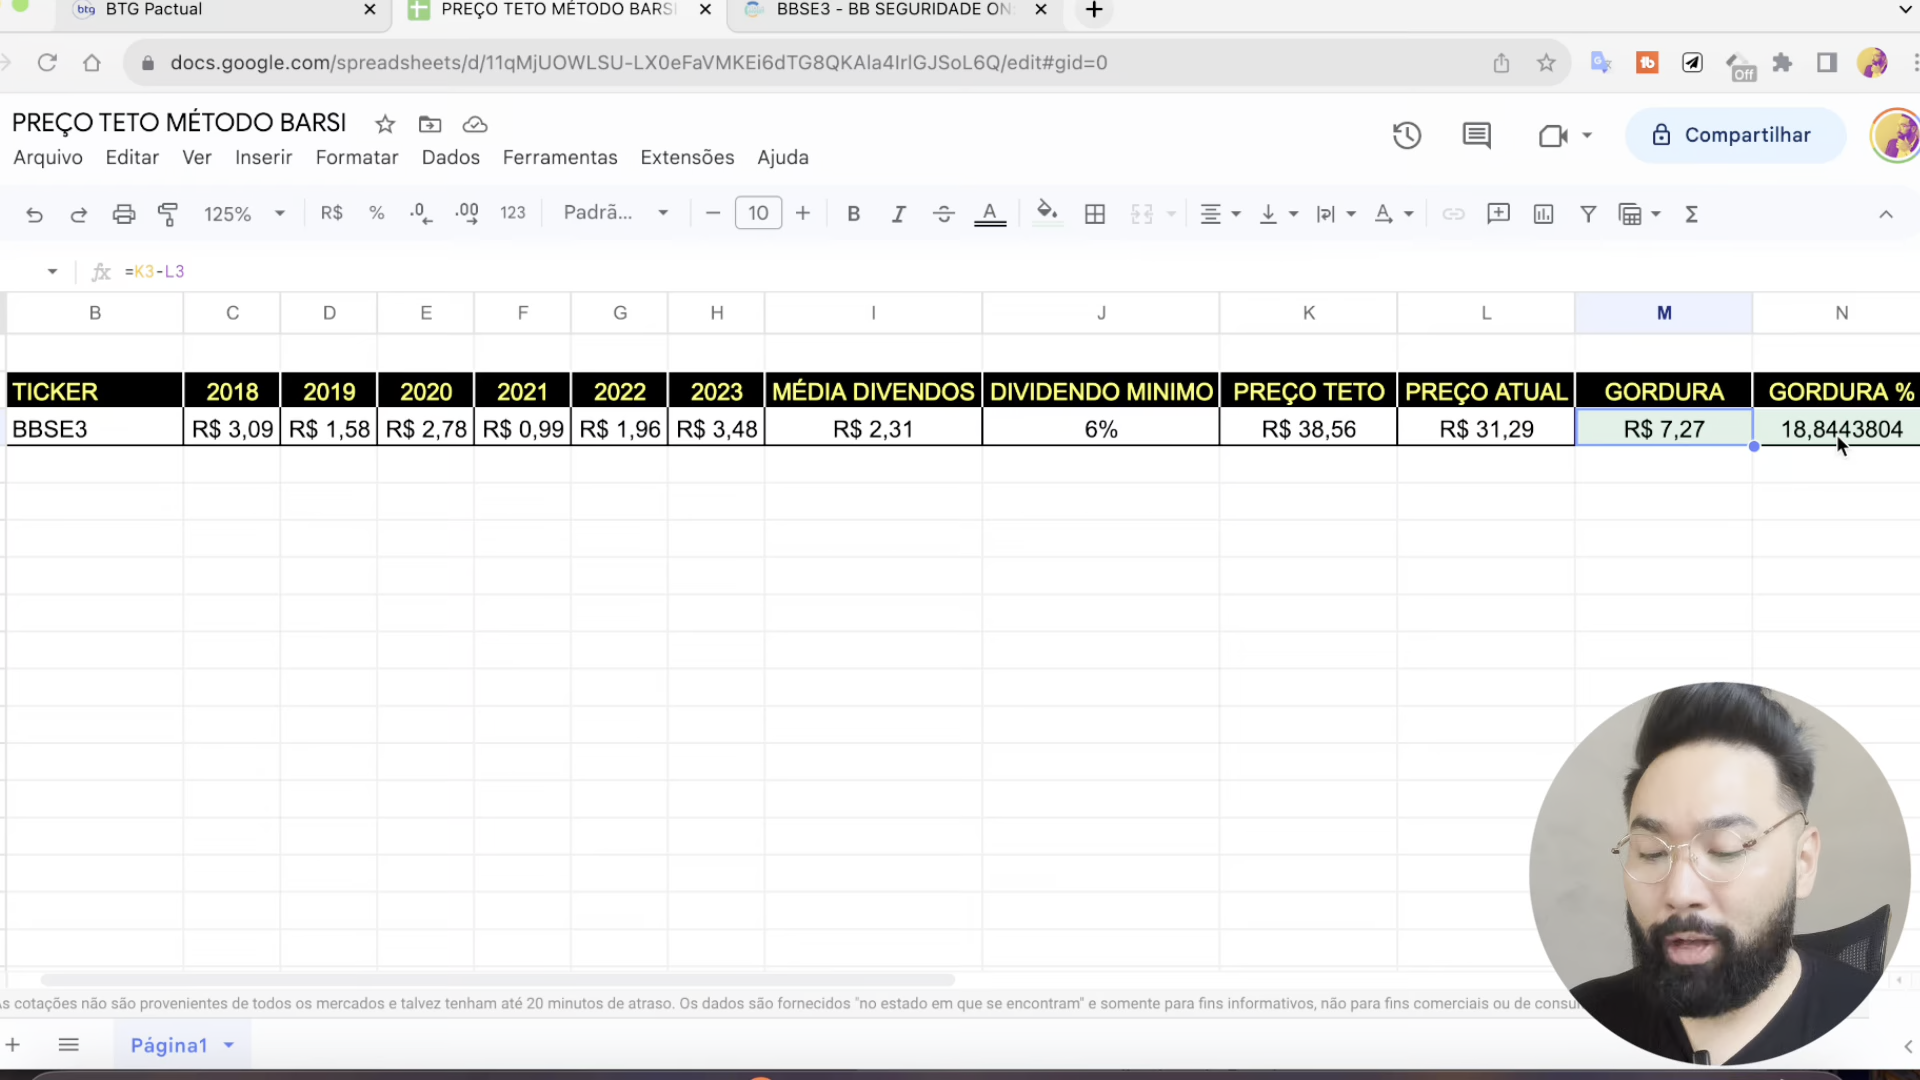 btg BTG Pactual
PREÇO TETO MÉTODO BARSI
BBSE3 - BB SEGURIDADE ON
docs.google.com/spreadsheets/d/11qMjUOWLSU-LX0eFaVMKEi6dTG8QKAla4IrlGJSoL6Q/edit#gid=0
tb
Off
PREÇO TETO MÉTODO BARSI
Compartilhar
Arquivo Editar Ver Inserir Formatar Dados Ferramentas Extensões Ajuda
125% R$ % .0 .00 123 Padrã... 10 B I S A A Σ
fx =K3-L3
B C D E F G H I J K L M N
TICKER 2018 2019 2020 2021 2022 2023 MÉDIA DIVENDOS DIVIDENDO MINIMO PREÇO TETO PREÇO ATUAL GORDURA GORDURA %
BBSE3 R$ 3,09 R$ 1,58 R$ 2,78 R$ 0,99 R$ 1,96 R$ 3,48 R$ 2,31 6% R$ 38,56 R$ 31,29 R$ 7,27 18,8443804
As cotações não são provenientes de todos os mercados e talvez tenham até 20 minutos de atraso. Os dados são fornecidos "no estado em que se encontram" e somente para fins informativos, não para fins comerciais ou de consu
Página1